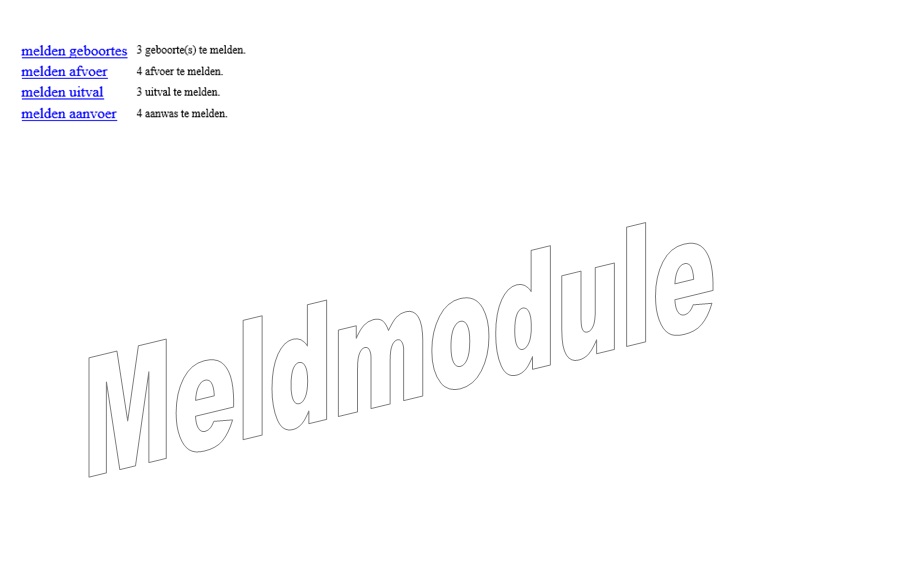 melden geboortes 3 geboorte(s) te melden.
melden afvoer 4 afvoer te melden.
melden uitval 3 uitval te melden.
melden aanvoer 4 aanwas te melden.
Meldmodule